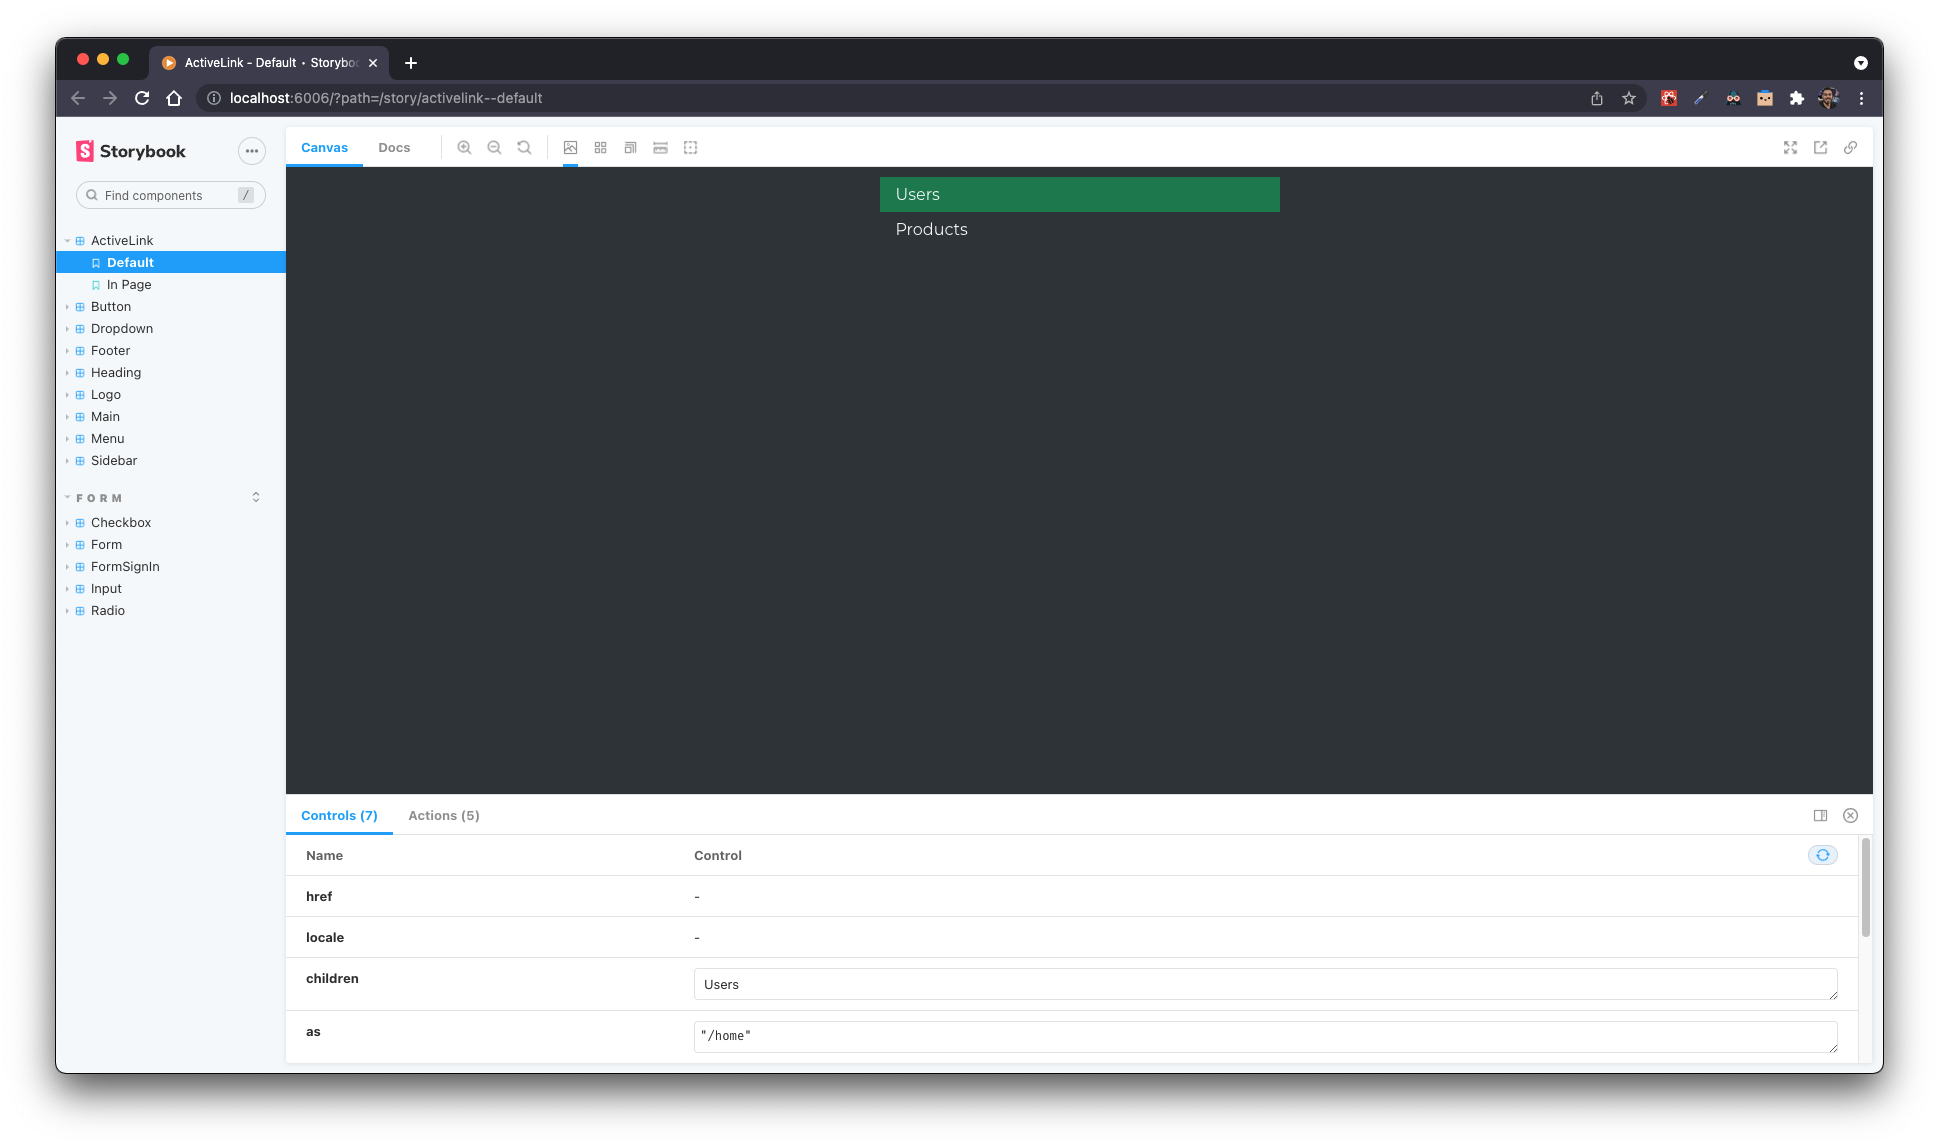 ActiveLink - Default • Storyboo
localhost:6006/?path=/story/activelink--default
Storybook
Find components /
ActiveLink
Default
In Page
Button
Dropdown
Footer
Heading
Logo
Main
Menu
Sidebar
FORM
Checkbox
Form
FormSignIn
Input
Radio
Canvas Docs
Users
Products
Controls (7) Actions (5)
Name Control
href -
locale -
children Users
as "/home"